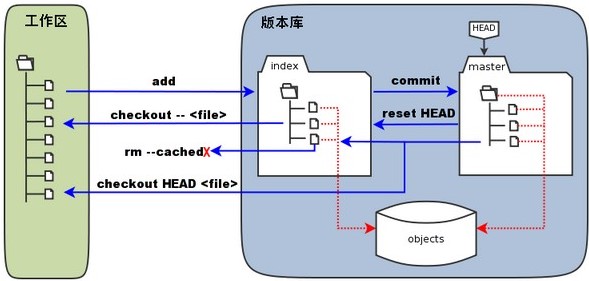 工作区
版本库
HEAD
index
master
add
commit
checkout -- <file>
reset HEAD
rm --cached
X
checkout HEAD <file>
objects